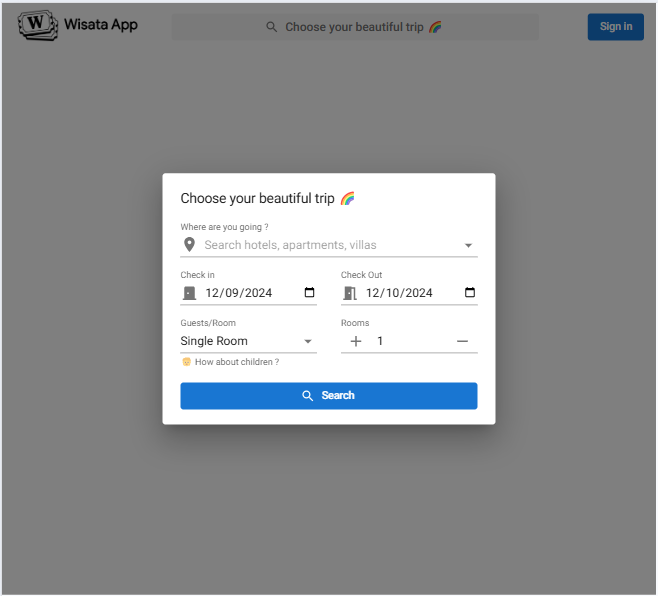 W Wisata App
Choose your beautiful trip 🌈
Sign in
Choose your beautiful trip 🌈
Where are you going ?
Search hotels, apartments, villas
Check in
Check Out
12/09/2024
12/10/2024
Guests/Room
Rooms
Single Room
1
How about children ?
Search